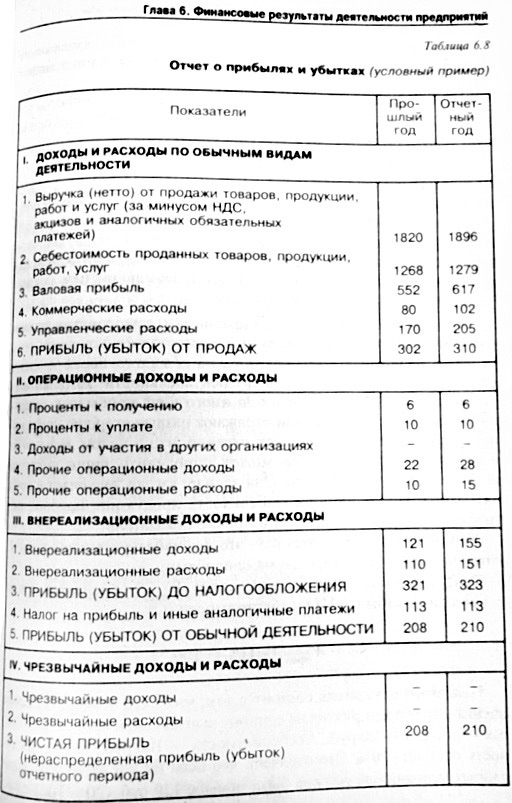 Глава 6. Финансовые результаты деятельности предприятий
Таблица 6.8
Отчет о прибылях и убытках (условный пример)
Показатели
Про-
шлый
год
Отчет-
ный
год
I. ДОХОДЫ И РАСХОДЫ ПО ОБЫЧНЫМ ВИДАМ
ДЕЯТЕЛЬНОСТИ
1. Выручка (нетто) от продажи товаров, продукции,
работ и услуг (за минусом НДС,
акцизов и аналогичных обязательных
платежей) 1820 1896
2. Себестоимость проданных товаров, продукции,
работ, услуг 1268 1279
3. Валовая прибыль 552 617
4. Коммерческие расходы 80 102
5. Управленческие расходы 170 205
6. ПРИБЫЛЬ (УБЫТОК) ОТ ПРОДАЖ 302 310
II. ОПЕРАЦИОННЫЕ ДОХОДЫ И РАСХОДЫ
1. Проценты к получению 6 6
2. Проценты к уплате 10 10
3. Доходы от участия в других организациях – –
4. Прочие операционные доходы 22 28
5. Прочие операционные расходы 10 15
III. ВНЕРЕАЛИЗАЦИОННЫЕ ДОХОДЫ И РАСХОДЫ
1. Внереализационные доходы 121 155
2. Внереализационные расходы 110 151
3. ПРИБЫЛЬ (УБЫТОК) ДО НАЛОГООБЛОЖЕНИЯ 321 323
4. Налог на прибыль и иные аналогичные платежи 113 113
5. ПРИБЫЛЬ (УБЫТОК) ОТ ОБЫЧНОЙ ДЕЯТЕЛЬНОСТИ 208 210
IV. ЧРЕЗВЫЧАЙНЫЕ ДОХОДЫ И РАСХОДЫ
1. Чрезвычайные доходы – –
2. Чрезвычайные расходы – –
3. ЧИСТАЯ ПРИБЫЛЬ 208 210
(нераспределенная прибыль (убыток)
отчетного периода)